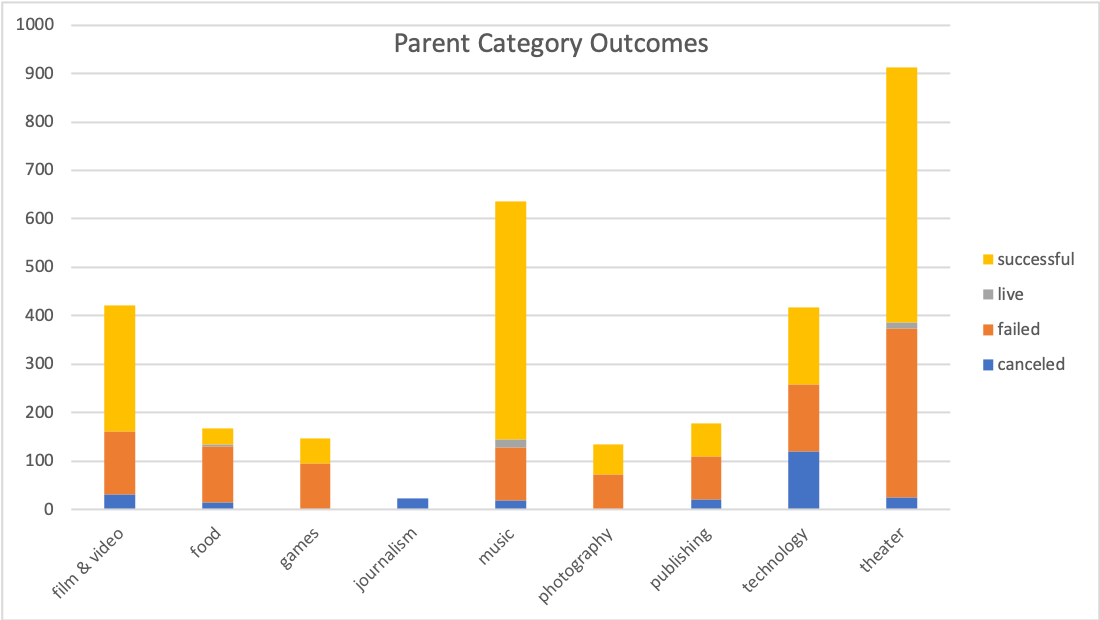 Parent Category Outcomes
1000
900
800
700
600
500
400
300
200
100
0
film & video
food
games
journalism
music
photography
publishing
technology
theater
successful
live
failed
canceled